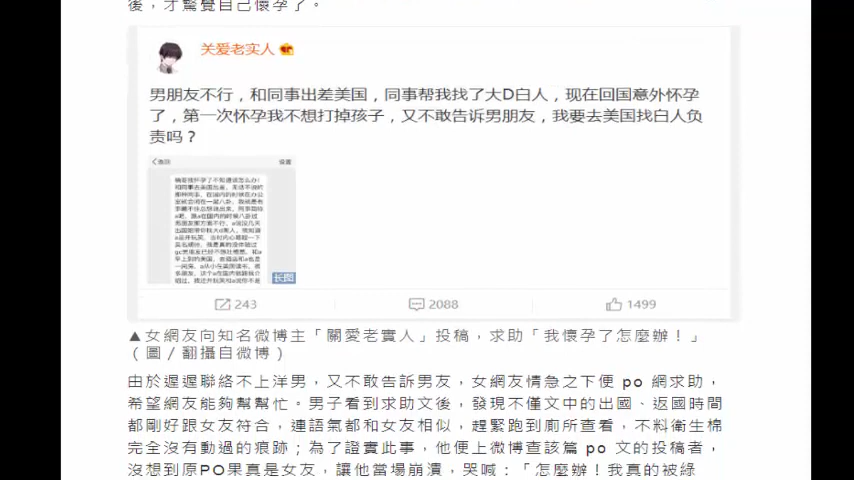 後，才驚覺自己懷孕了。
关爱老实人
男朋友不行，和同事出差美国，同事帮我找了大D白人，现在回国意外怀孕
了，第一次怀孕我不想打掉孩子，又不敢告诉男朋友，我要去美国找白人负
责吗？
长图
243
2088
1499
▲女網友向知名微博主「關愛老實人」投稿，求助「我懷孕了怎麼辦！」
（圖/翻攝自微博）
由於遲遲聯絡不上洋男，又不敢告訴男友，女網友情急之下便 po 網求助，
希望網友能夠幫幫忙。男子看到求助文後，發現不僅文中的出國、返國時間
都剛好跟女友符合，連語氣都和女友相似，趕緊跑到廁所查看，不料衛生棉
完全沒有動過的痕跡；為了證實此事，他便上微博查該篇 po 文的投稿者，
沒想到原PO果真是女友，讓他當場崩潰，哭喊：「怎麼辦！我真的被綠